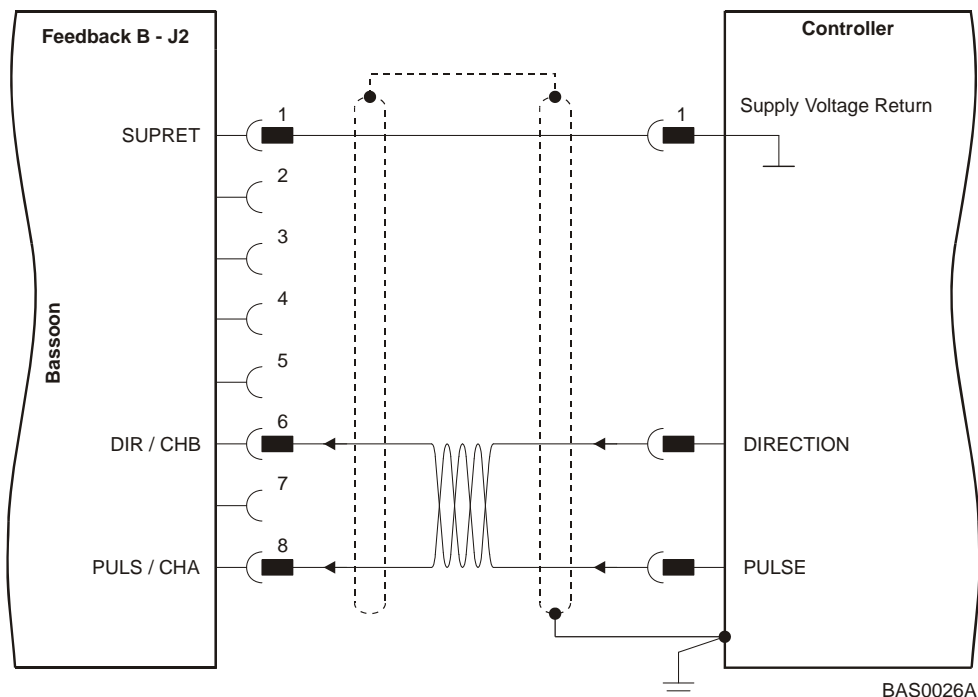 Feedback B - J2
Controller
SUPRET
1
1
Supply Voltage Return
2
3
4
5
Bassoon
DIR / CHB
6
DIRECTION
7
PULS / CHA
8
PULSE
BAS0026A